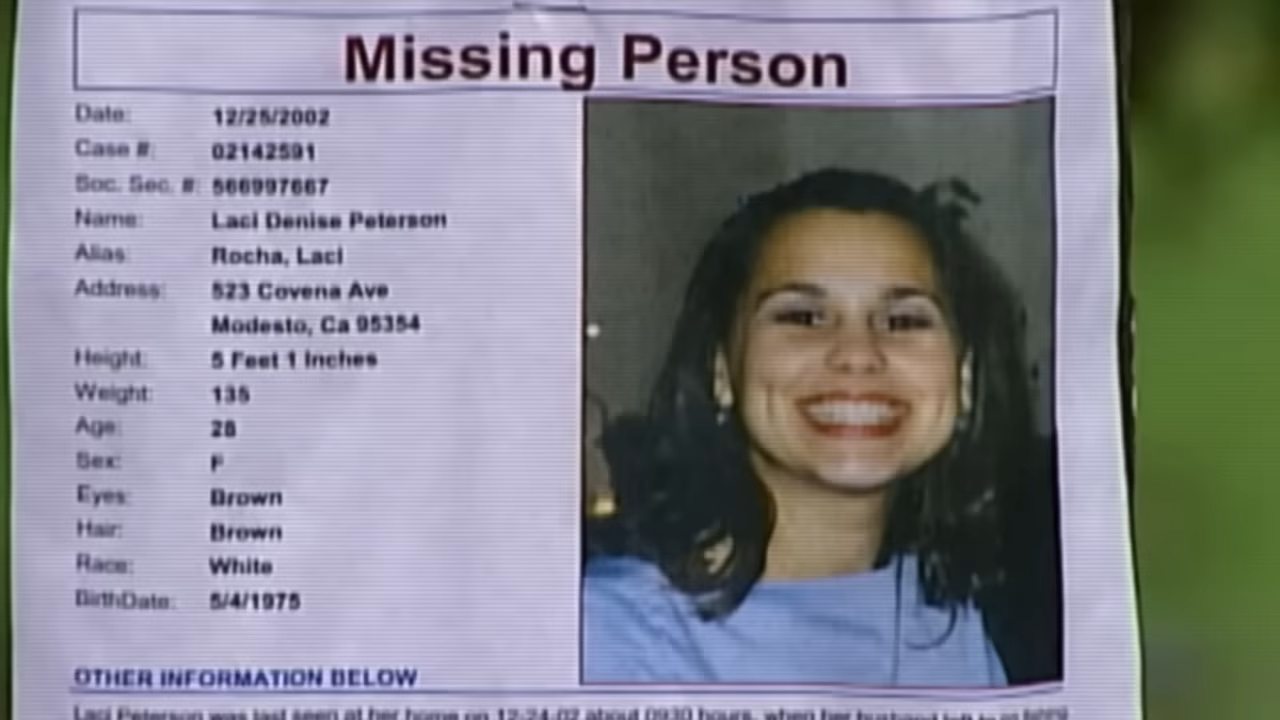 Missing Person
Date: 12/25/2002
Case #: 02142591
Soc. Sec. #: 566997667
Name: Laci Denise Peterson
Alias: Rocha, Laci
Address: 523 Covena Ave
Modesto, Ca 95354
Height: 5 Feet 1 Inches
Weight: 135
Age: 28
Sex: F
Eyes: Brown
Hair: Brown
Race: White
BirthDate: 5/4/1975
OTHER INFORMATION BELOW
Laci Peterson was last seen at her home on 12-24-02 about 0930 hours, when her husband left to